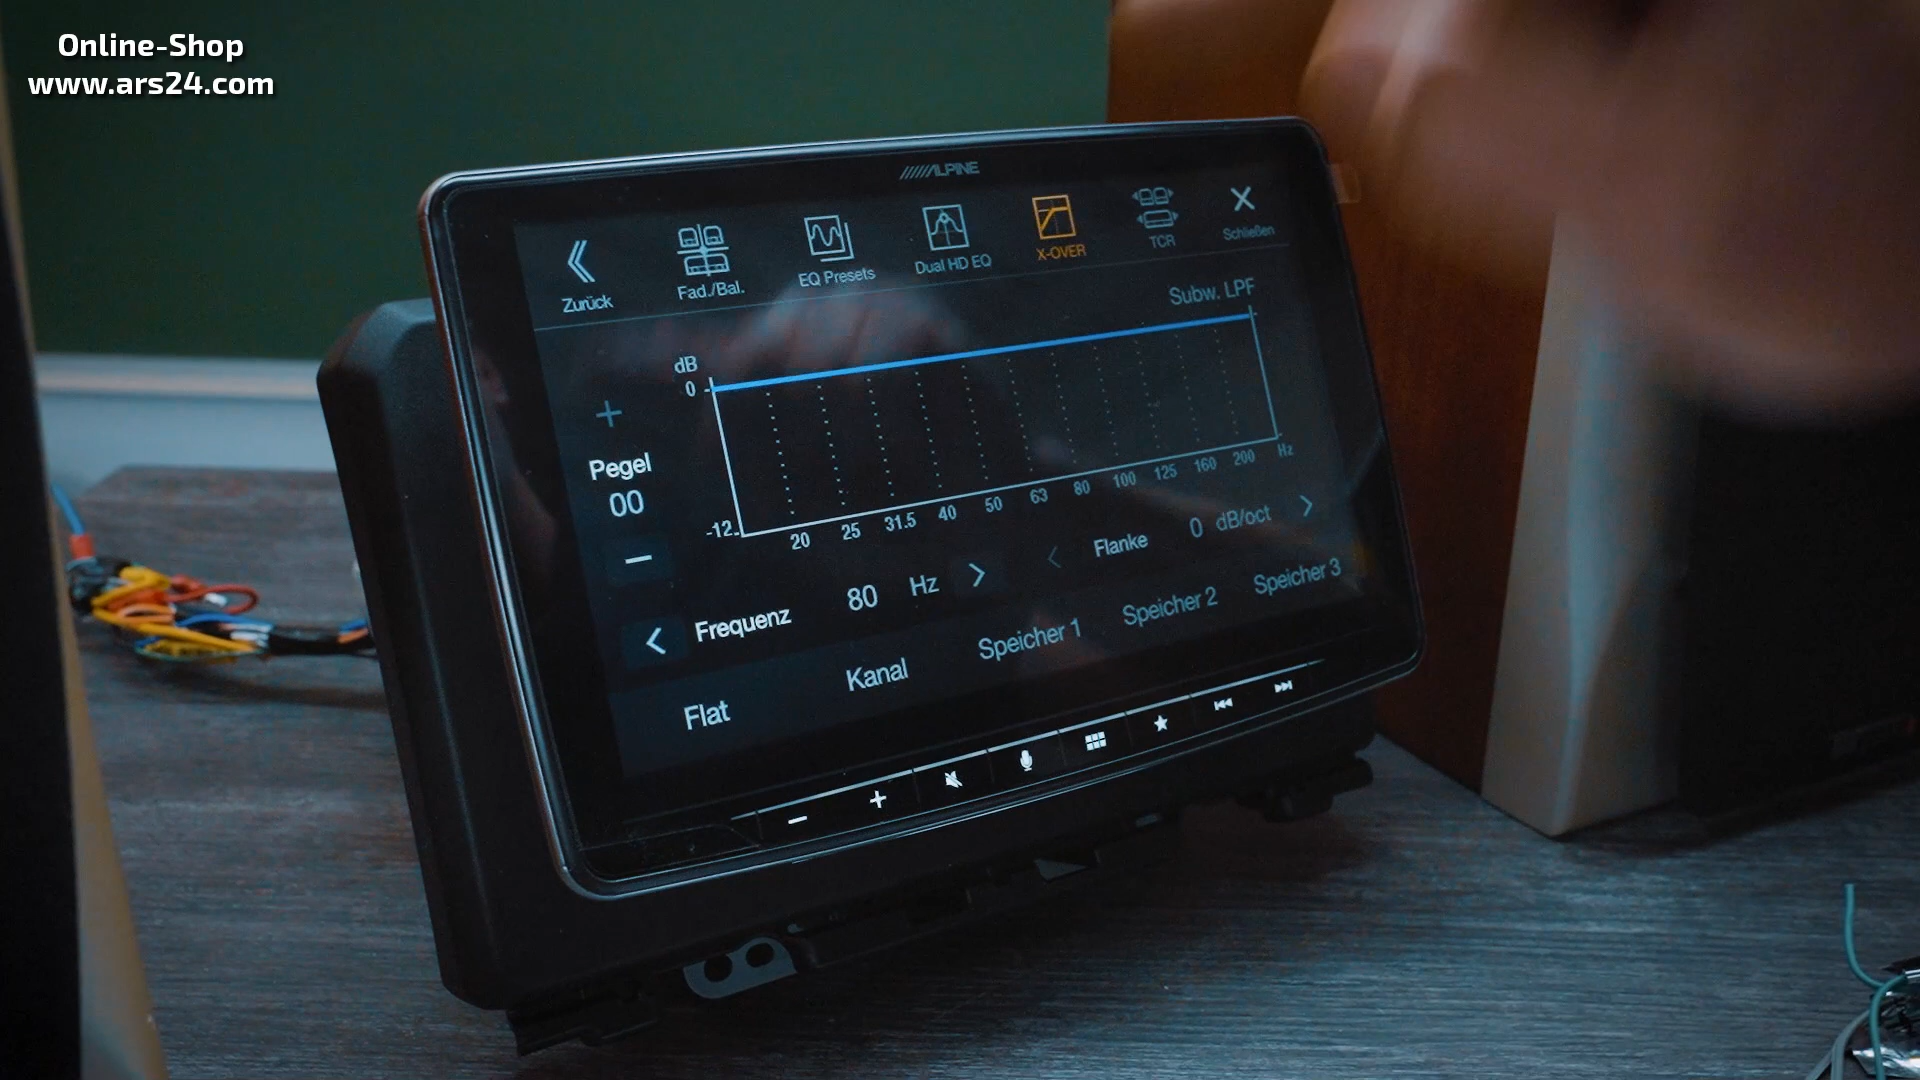 Online-Shop
www.ars24.com
ALPINE
Zurück
Fad./Bal.
EQ Presets
Dual HD EQ
X-OVER
TCR
Schließen
Subw. LPF
dB
0
-12
20 25 31.5 40 50 63 80 100 125 160 200 Hz
+
Pegel
00
−
Frequenz 80 Hz
Flanke 0 dB/oct
Flat
Kanal
Speicher 1
Speicher 2
Speicher 3